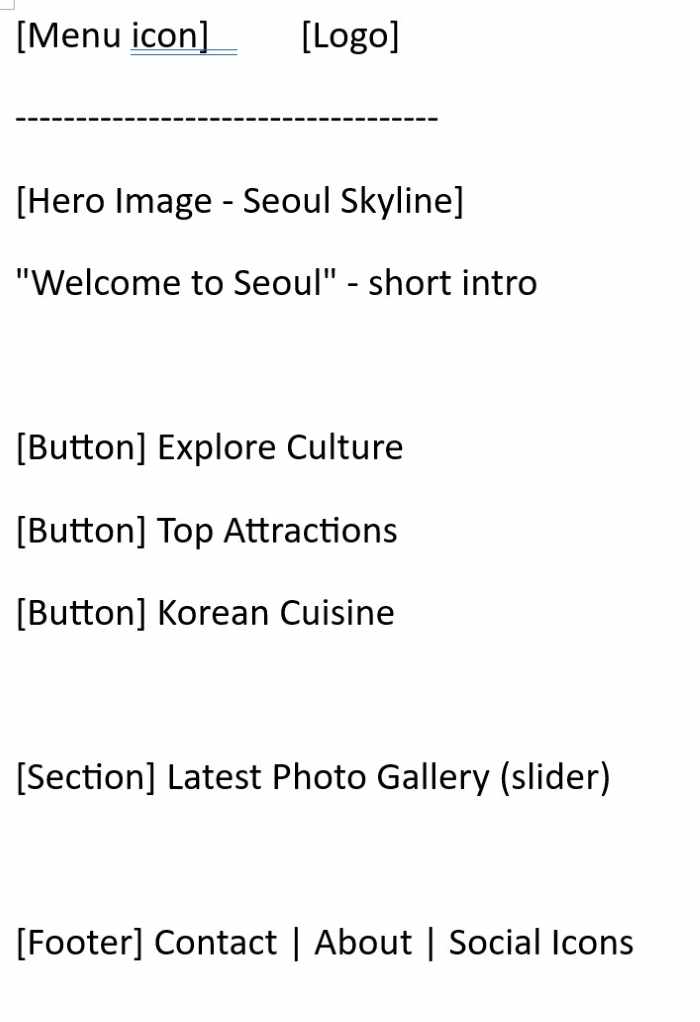 [Menu icon] [Logo]
-----------------------------------
[Hero Image - Seoul Skyline]
"Welcome to Seoul" - short intro
[Button] Explore Culture
[Button] Top Attractions
[Button] Korean Cuisine
[Section] Latest Photo Gallery (slider)
[Footer] Contact | About | Social Icons